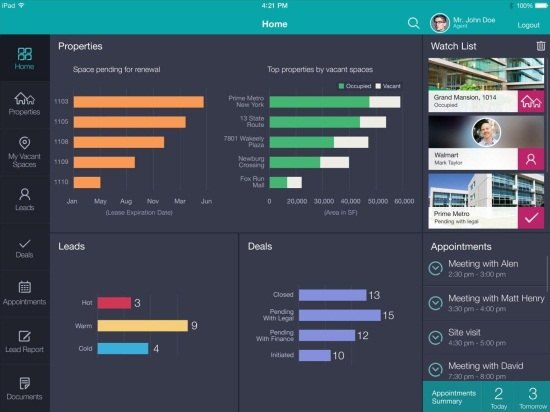 iPad
4:21 PM
100%
Home
Mr. John Doe
Agent
Logout
Home
Properties
My Vacant
Spaces
Leads
Deals
Appointments
Lead Report
Documents
Properties
Space pending for renewal
1103
1105
1108
1109
1110
Jan May Jan Mar Jun
(Lease Expiration Date)
Top properties by vacant spaces
Occupied Vacant
Prime Metro
New York
13 State
Route
7801 Wakeely
Plaza
Newburg
Crossing
Fox Run
Mall
0 20,000 30,000 40,000 50,000 60,000
(Area in SF)
Leads
Hot 3
Warm 9
Cold 4
Deals
Closed 13
Pending
With Legal 15
Pending
With Finance 12
Initiated 10
Watch List
Grand Mansion, 1014
Occupied
Walmart
Mark Taylor
Prime Metro
Pending with legal
Appointments
Meeting with Alen
2:30 pm - 3:00 pm
Meeting with Matt Henry
3:30 pm - 4:00 pm
Site visit
4:30 pm - 5:00 pm
Meeting with David
7:30 pm - 8:00 pm
Appointments
Summary
2
Today
3
Tomorrow